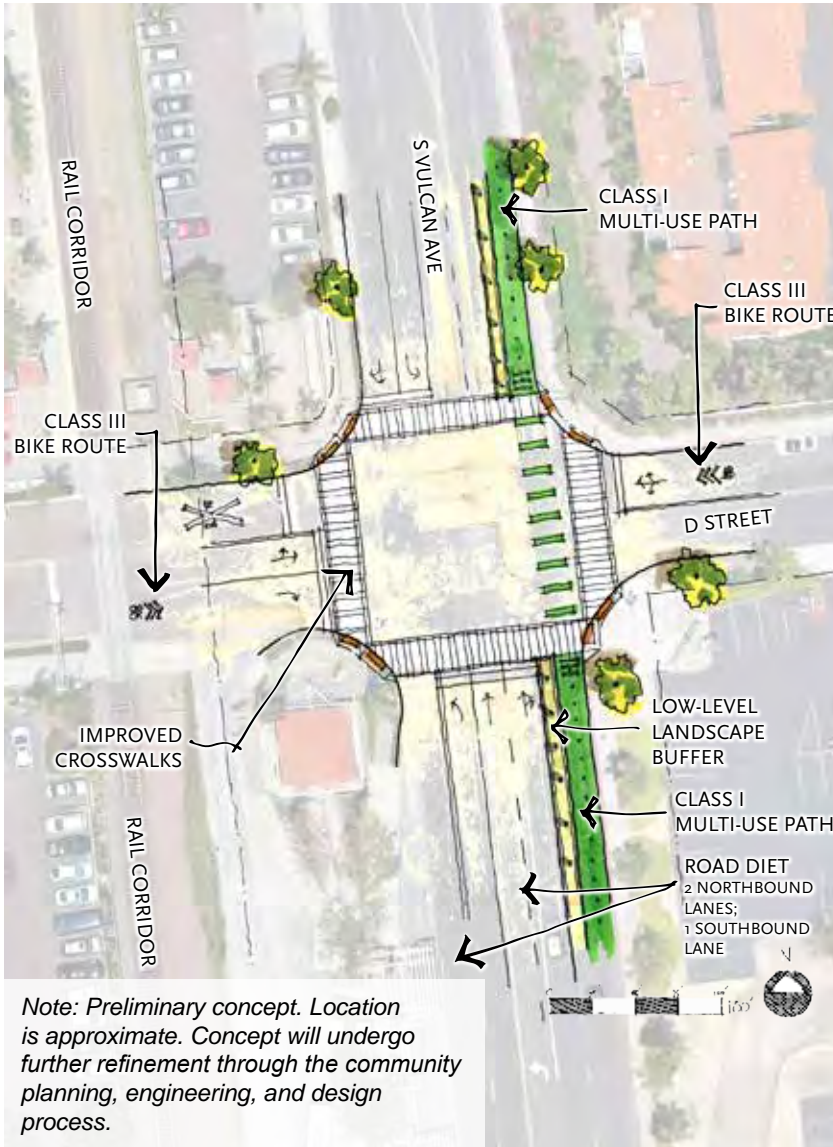 RAIL CORRIDOR
S VULCAN AVE
CLASS I
MULTI-USE PATH
CLASS III
BIKE ROUTE
CLASS III
BIKE ROUTE
D STREET
IMPROVED
CROSSWALKS
LOW-LEVEL
LANDSCAPE
BUFFER
CLASS I
MULTI-USE PATH
RAIL CORRIDOR
ROAD DIET
2 NORTHBOUND
LANES;
1 SOUTHBOUND
LANE
Note: Preliminary concept. Location
is approximate. Concept will undergo
further refinement through the community
planning, engineering, and design
process.